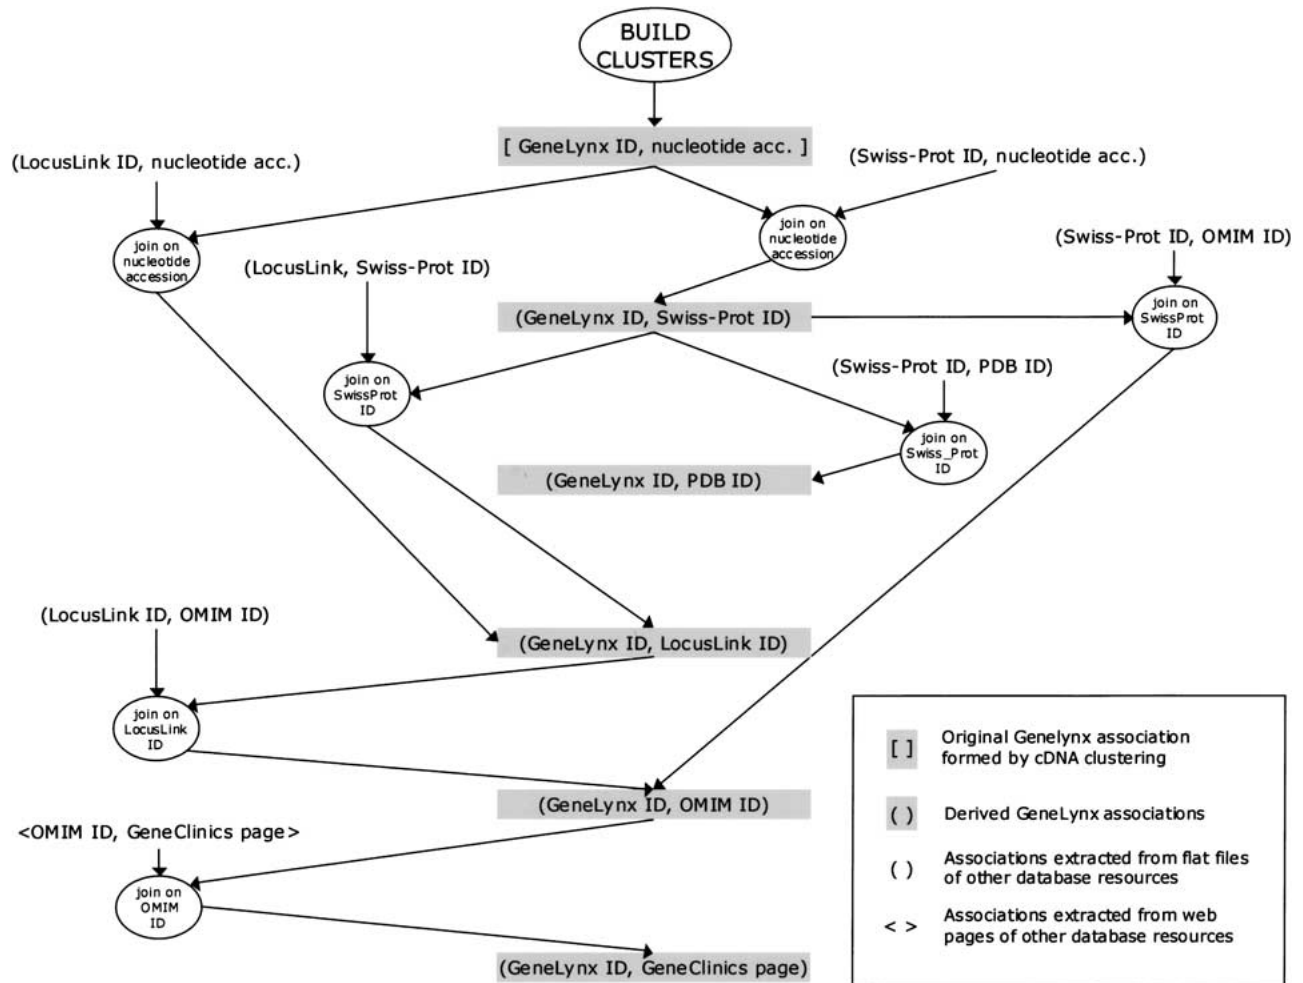 BUILD
CLUSTERS
[ GeneLynx ID, nucleotide acc. ]
(LocusLink ID, nucleotide acc.)
(Swiss-Prot ID, nucleotide acc.)
join on
nucleotide
accession
join on
nucleotide
accession
(Swiss-Prot ID, OMIM ID)
(LocusLink, Swiss-Prot ID)
(GeneLynx ID, Swiss-Prot ID)
join on
SwissProt
ID
join on
SwissProt
ID
(Swiss-Prot ID, PDB ID)
join on
Swiss_Prot
ID
(GeneLynx ID, PDB ID)
(LocusLink ID, OMIM ID)
(GeneLynx ID, LocusLink ID)
join on
LocusLink
ID
(GeneLynx ID, OMIM ID)
<OMIM ID, GeneClinics page>
join on
OMIM
ID
(GeneLynx ID, GeneClinics page)
[ ] Original Genelynx association
formed by cDNA clustering
( ) Derived GeneLynx associations
( ) Associations extracted from flat files
of other database resources
< > Associations extracted from web
pages of other database resources